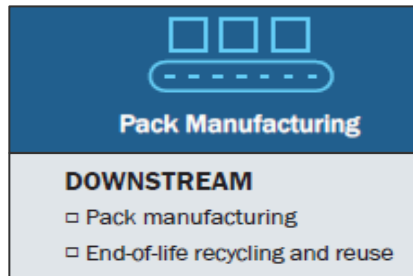 Pack Manufacturing
DOWNSTREAM
□ Pack manufacturing
□ End-of-life recycling and reuse